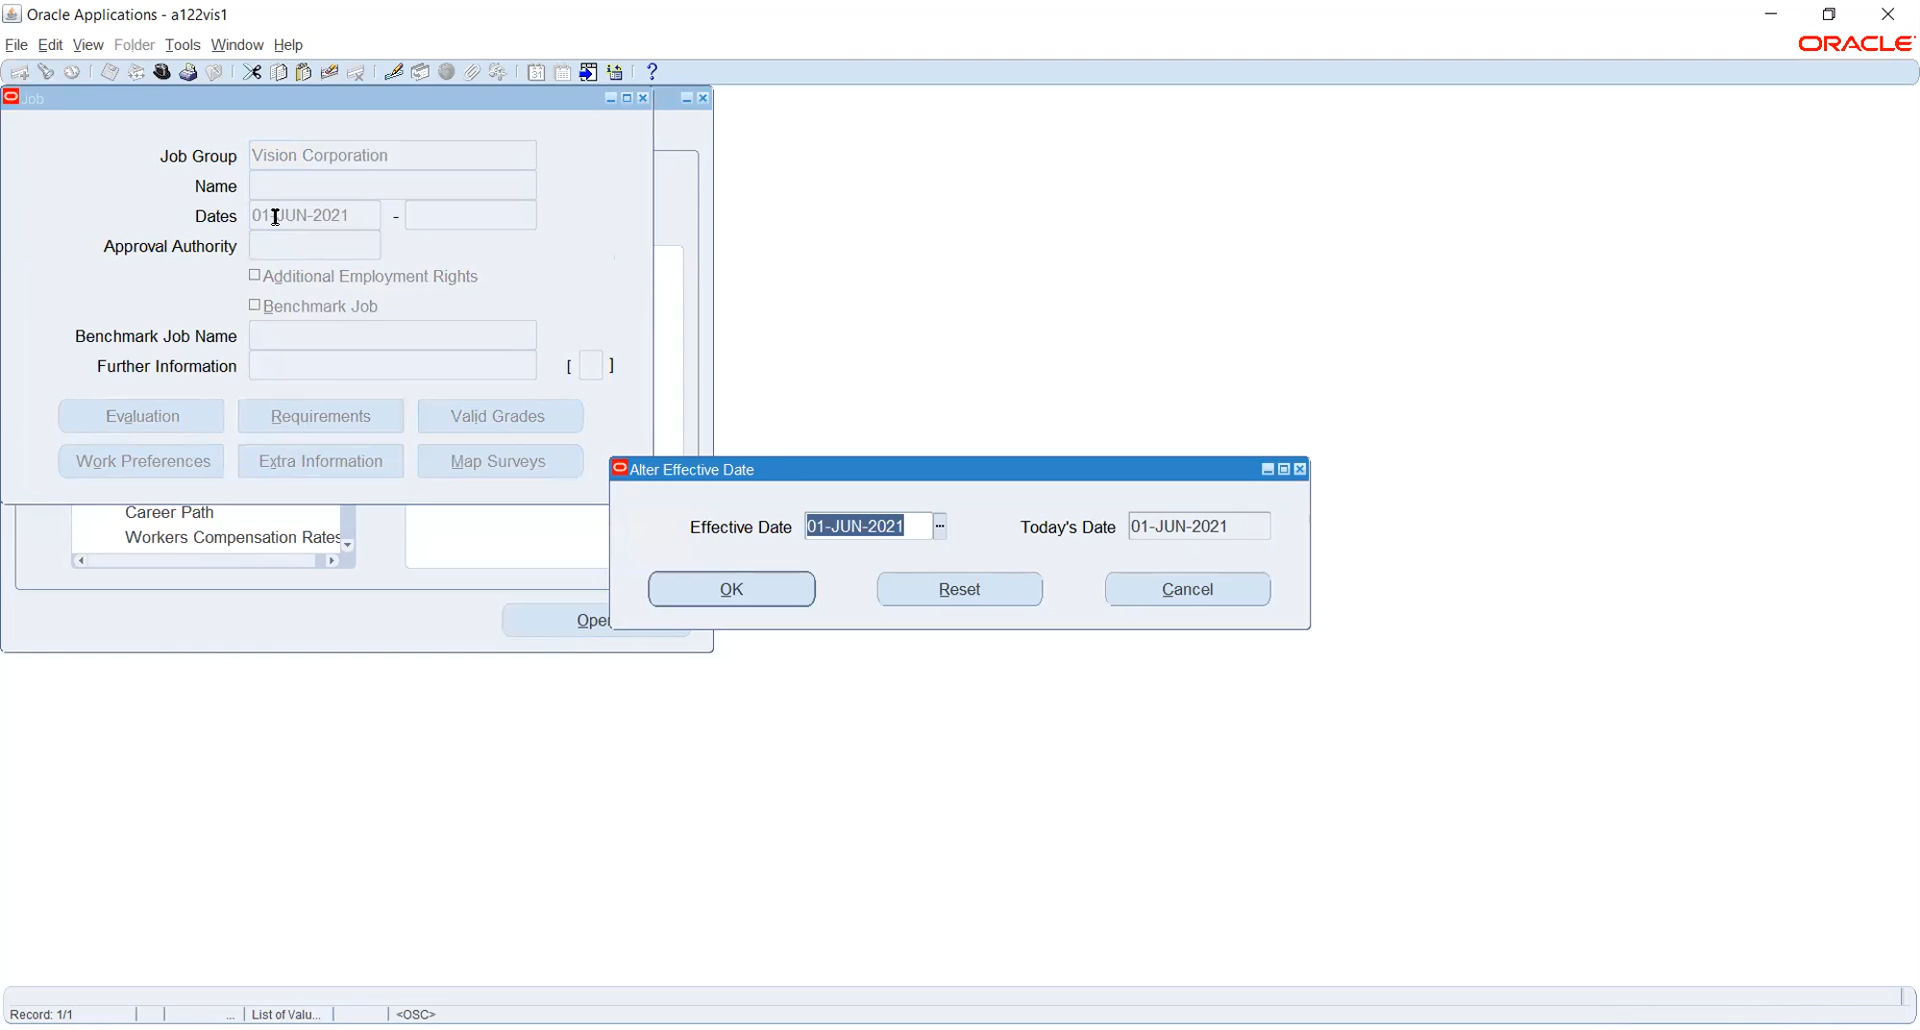 Oracle Applications - a122vis1
File Edit View Folder Tools Window Help
ORACLE
Job
Job Group Vision Corporation
Name
Dates 01-JUN-2021 -
Approval Authority
Additional Employment Rights
Benchmark Job
Benchmark Job Name
Further Information [ ]
Evaluation Requirements Valid Grades
Work Preferences Extra Information Map Surveys
Career Path
Workers Compensation Rates
Open
Alter Effective Date
Effective Date 01-JUN-2021 ... Today's Date 01-JUN-2021
OK Reset Cancel
Record: 1/1 ... List of Valu... <OSC>